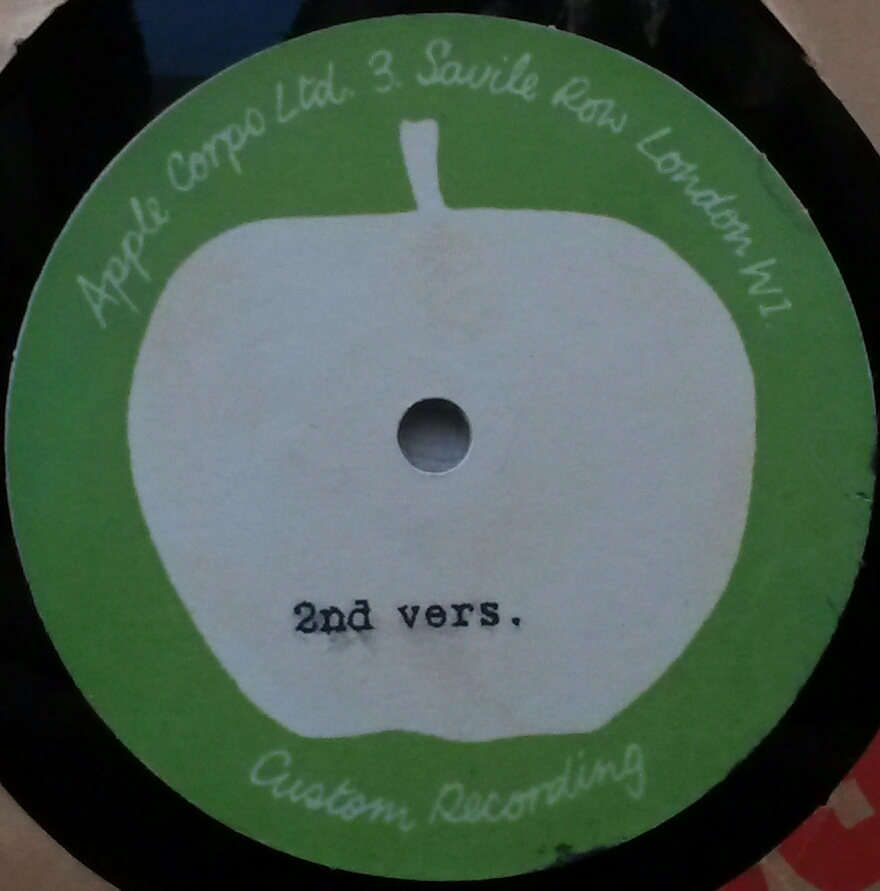 Apple Corps Ltd. 3. Savile Row London W1.
2nd vers.
Custom Recording